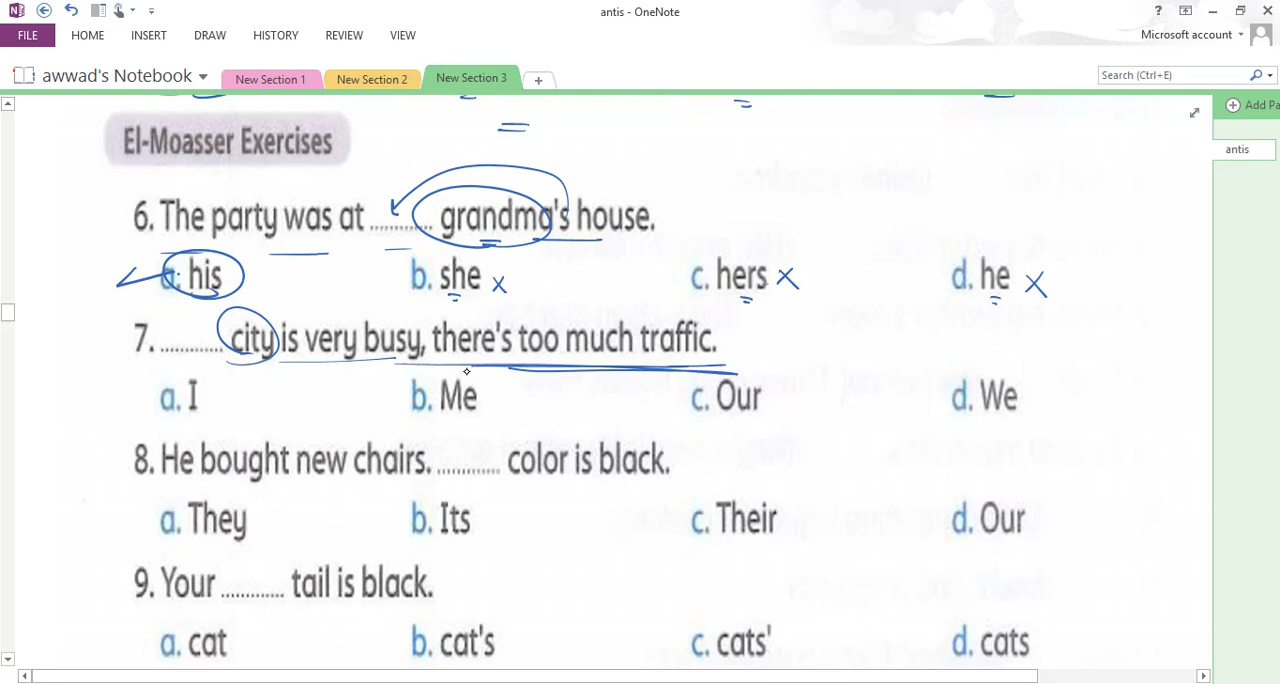 antis - OneNote
?
FILE HOME INSERT DRAW HISTORY REVIEW VIEW
Microsoft account
awwad's Notebook New Section 1 New Section 2 New Section 3 +
Search (Ctrl+E)
Add Pa
antis
El-Moasser Exercises
6. The party was at ............ grandma's house.
a. his b. she x c. hers x d. he x
7. ............ city is very busy, there's too much traffic.
a. I b. Me c. Our d. We
8. He bought new chairs. ............ color is black.
a. They b. Its c. Their d. Our
9. Your ............ tail is black.
a. cat b. cat's c. cats' d. cats